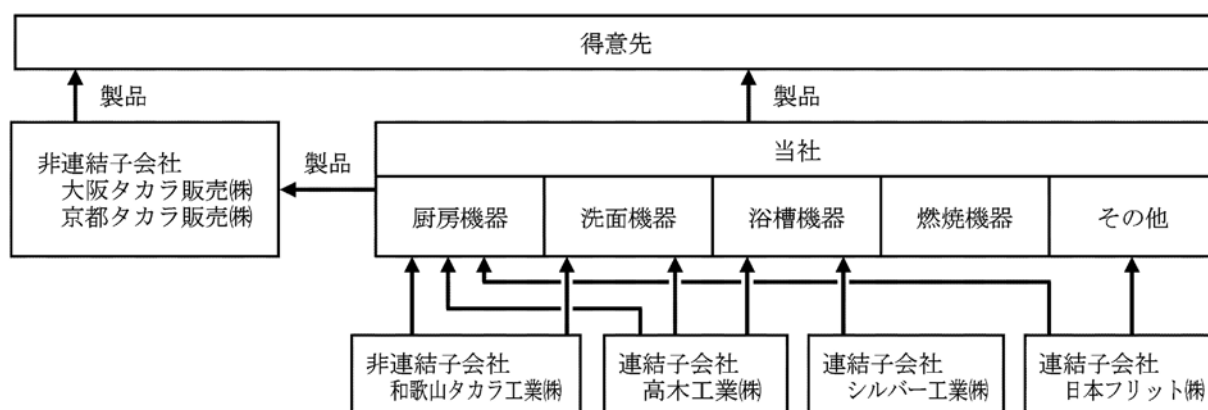 得意先
製品
製品
非連結子会社
大阪タカラ販売㈱
京都タカラ販売㈱
製品
当社
厨房機器
洗面機器
浴槽機器
燃焼機器
その他
非連結子会社
和歌山タカラ工業㈱
連結子会社
高木工業㈱
連結子会社
シルバー工業㈱
連結子会社
日本フリット㈱